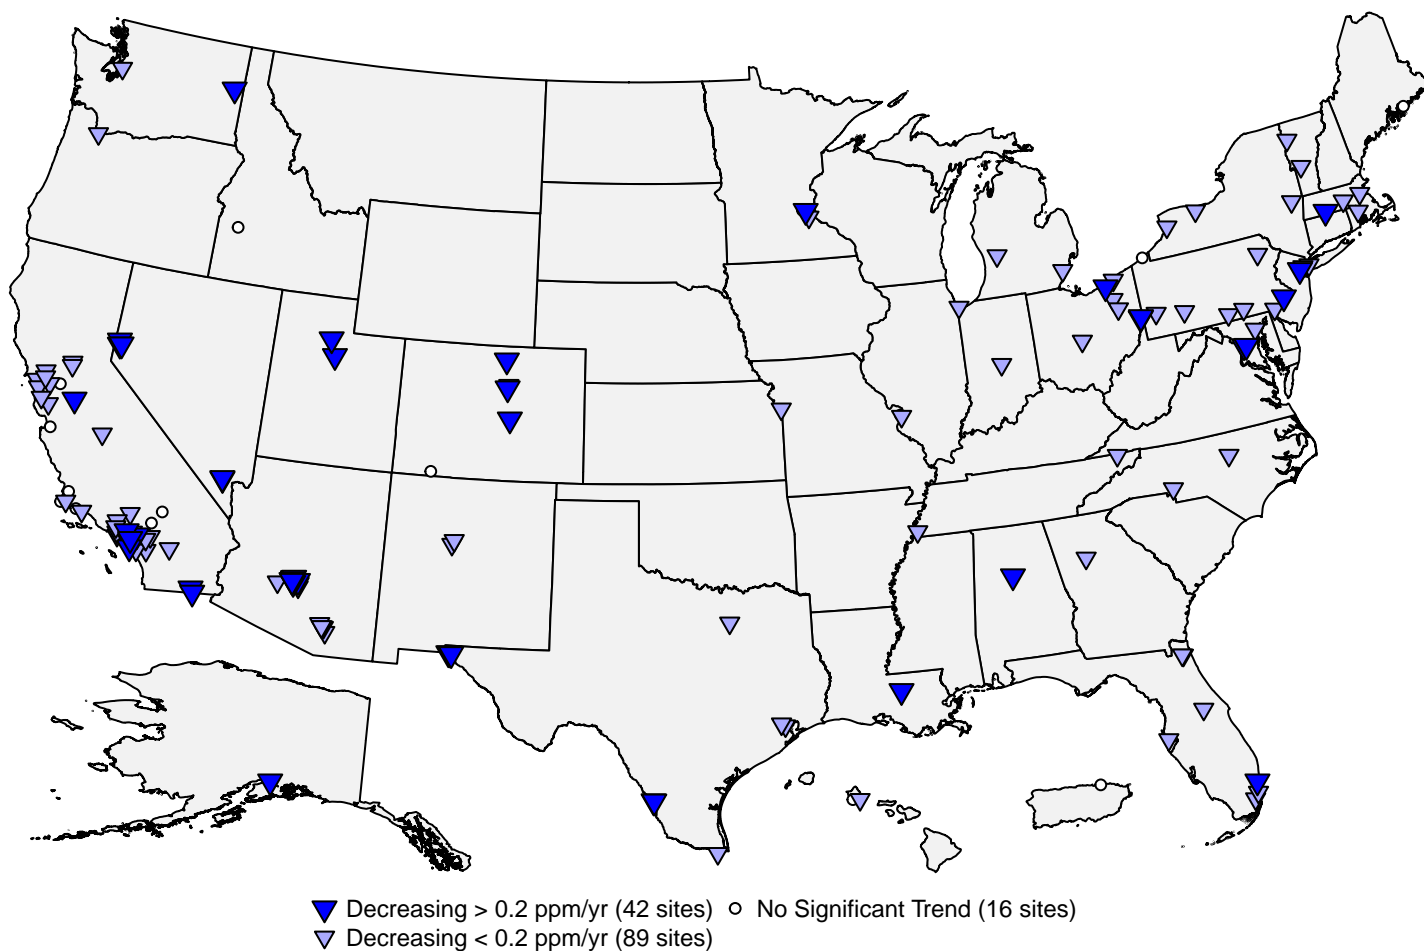 Decreasing > 0.2 ppm/yr (42 sites) No Significant Trend (16 sites)
Decreasing < 0.2 ppm/yr (89 sites)